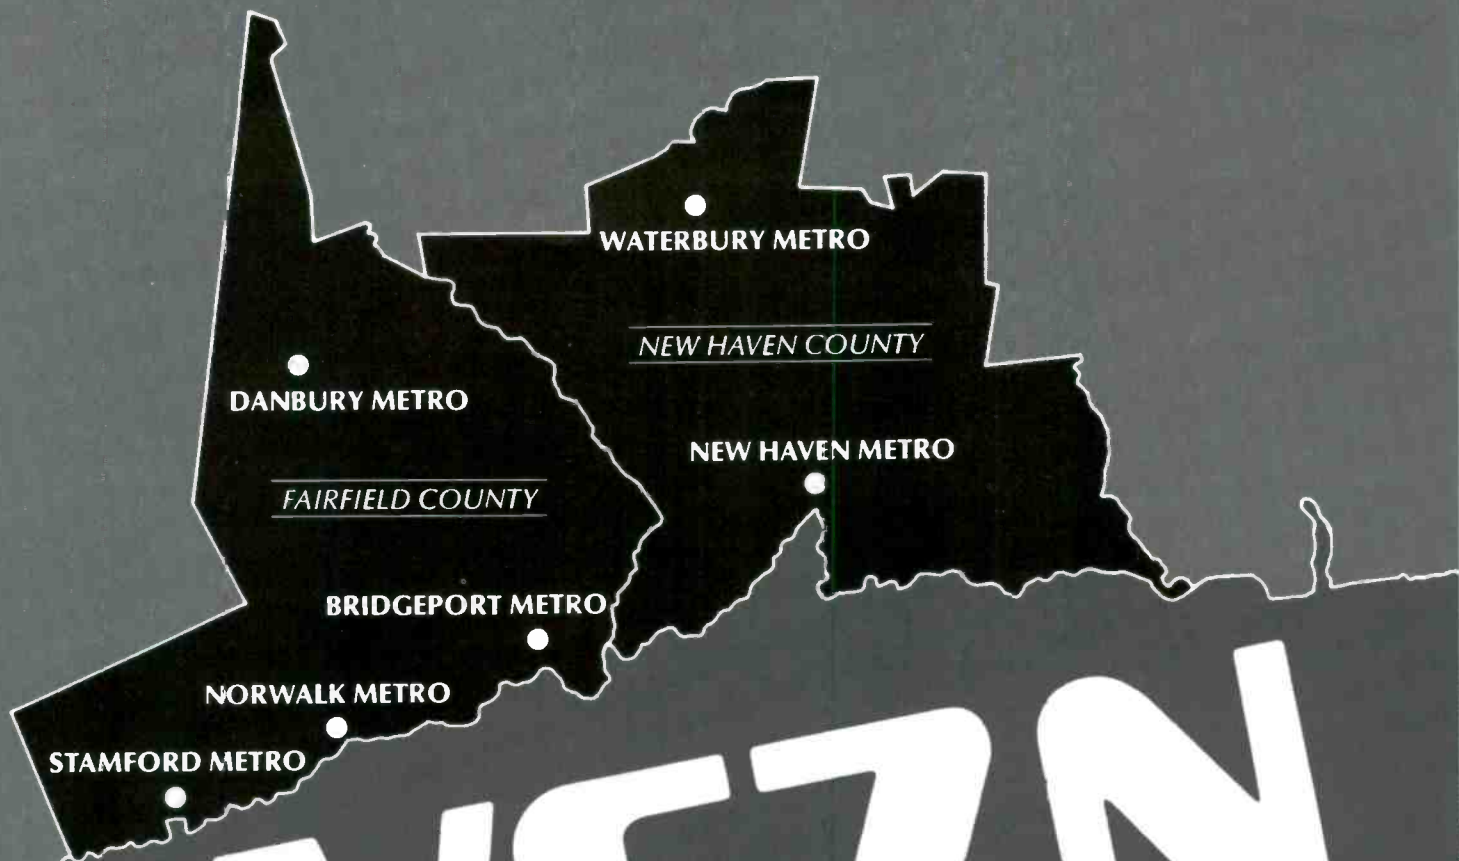 WATERBURY METRO
NEW HAVEN COUNTY
DANBURY METRO
NEW HAVEN METRO
FAIRFIELD COUNTY
BRIDGEPORT METRO
NORWALK METRO
STAMFORD METRO